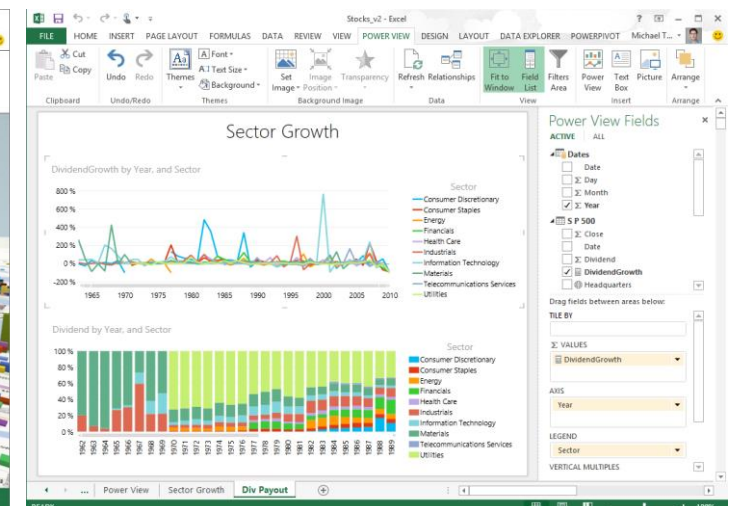 Stocks_v2 - Excel
FILE HOME INSERT PAGE LAYOUT FORMULAS DATA REVIEW VIEW POWER VIEW DESIGN LAYOUT DATA EXPLORER POWERPIVOT Michael T...
Cut
Copy
Paste
Undo Redo
Themes
Font
Text Size
Background
Set Image
Image Position
Transparency
Refresh Relationships
Fit to Window
Field List
Filters Area
Power View
Text Box
Picture
Arrange
Clipboard Undo/Redo Themes Background Image Data View Insert Arrange
Sector Growth
DividendGrowth by Year, and Sector
800 %
600 %
400 %
200 %
0 %
-200 %
1965 1970 1975 1980 1985 1990 1995 2000 2005 2010
Sector
Consumer Discretionary
Consumer Staples
Energy
Financials
Health Care
Industrials
Information Technology
Materials
Telecommunications Services
Utilities
Dividend by Year, and Sector
100 %
80 %
60 %
40 %
20 %
0 %
1962 1963 1964 1965 1966 1967 1968 1969 1970 1971 1972 1973 1974 1975 1976 1977 1978 1979 1980 1981 1982 1983 1984 1985 1986 1987 1988 1989
Sector
Consumer Discretionary
Consumer Staples
Energy
Financials
Health Care
Industrials
Information Technology
Materials
Telecommunications Services
Utilities
Power View Fields
ACTIVE ALL
Dates
Date
Σ Day
Σ Month
Σ Year
S P 500
Σ Close
Date
Σ Dividend
DividendGrowth
Headquarters
Drag fields between areas below:
TILE BY
Σ VALUES
DividendGrowth
AXIS
Year
LEGEND
Sector
VERTICAL MULTIPLES
... Power View Sector Growth Div Payout